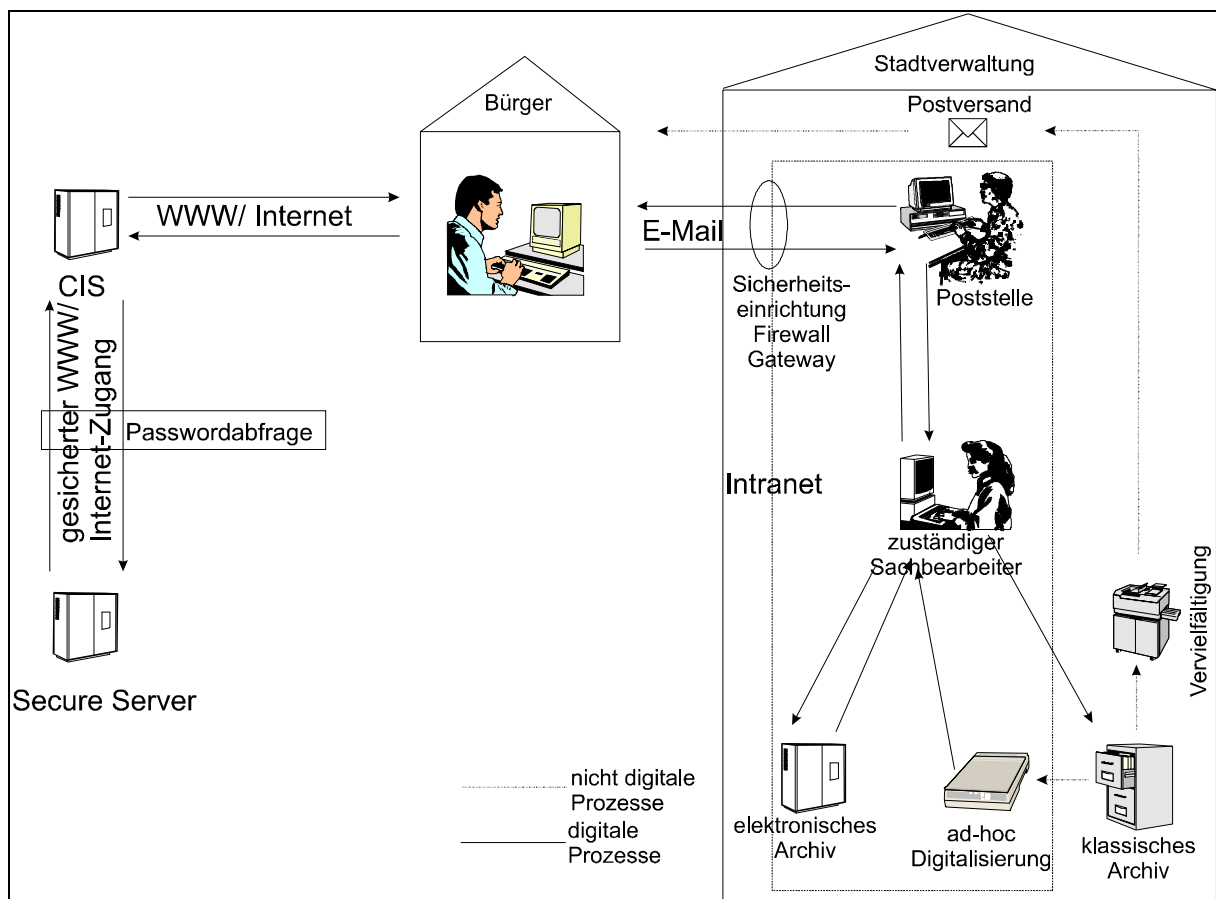 Stadtverwaltung
Bürger
Postversand
WWW/ Internet
E-Mail
CIS
Sicherheits-
einrichtung
Firewall
Gateway
Poststelle
gesicherter WWW/
Internet-Zugang
Passwordabfrage
Intranet
zuständiger
Sachbearbeiter
Vervielfältigung
Secure Server
nicht digitale
Prozesse
digitale
Prozesse
elektronisches
Archiv
ad-hoc
Digitalisierung
klassisches
Archiv